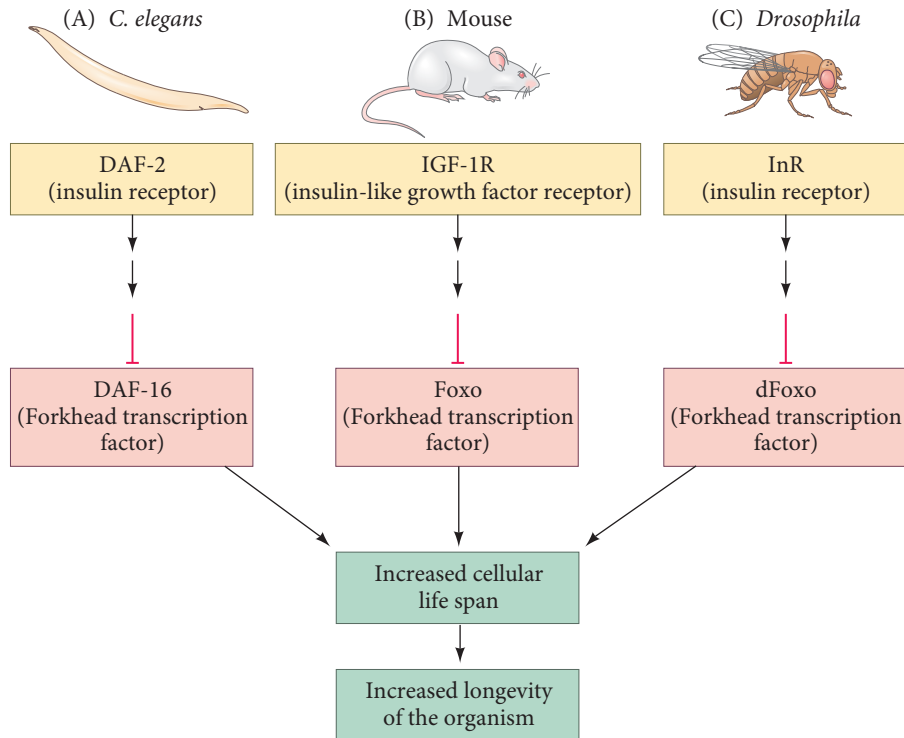 (A) C. elegans
(B) Mouse
(C) Drosophila
DAF-2
(insulin receptor)
IGF-1R
(insulin-like growth factor receptor)
InR
(insulin receptor)
DAF-16
(Forkhead transcription
factor)
Foxo
(Forkhead transcription
factor)
dFoxo
(Forkhead transcription
factor)
Increased cellular
life span
Increased longevity
of the organism